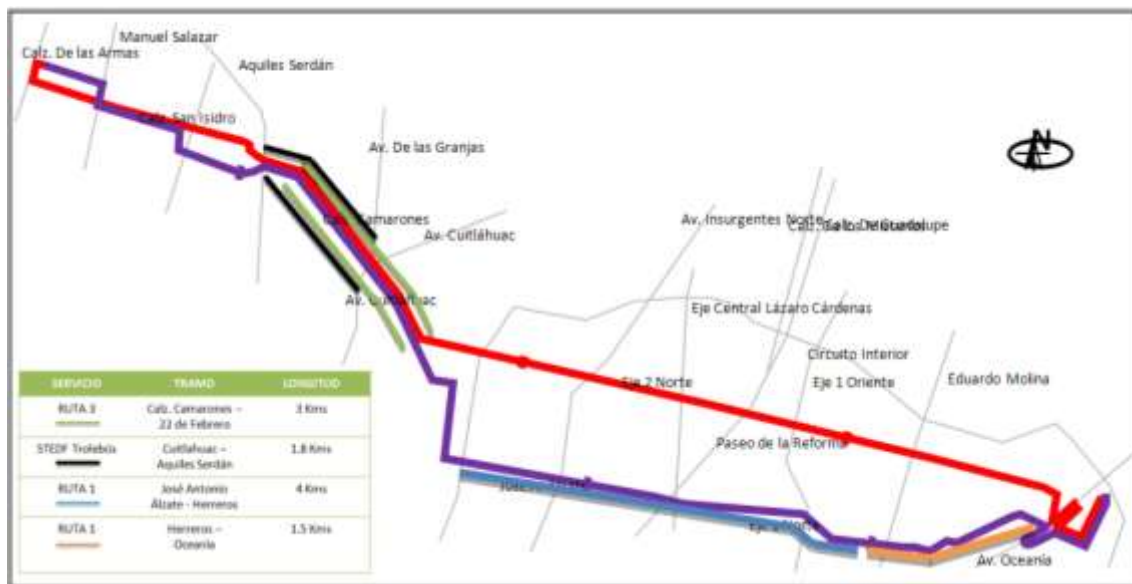 Manuel Salazar
Calz. De las Armas
Aquiles Serdán
Calz. San Isidro
Av. De las Granjas
N
Calz. Camarones
Av. Insurgentes Norte
Av. Cuitláhuac
Av. Cuitláhuac
Eje Central Lázaro Cárdenas
Circuito Interior
Eje 2 Norte
Eje 1 Oriente
Eduardo Molina
Paseo de la Reforma
Av. Oceanía
SERVICIO TRAMO LONGITUD
RUTA 3 Calz. Camarones – 3 Kms
22 de Febrero
STEDF Trolebús Cuitlahuac – 1.8 Kms
Aquiles Serdán
RUTA 1 José Antonio 4 Kms
Álzate - Herreros
RUTA 1 Herreros – 1.5 Kms
Oceanía